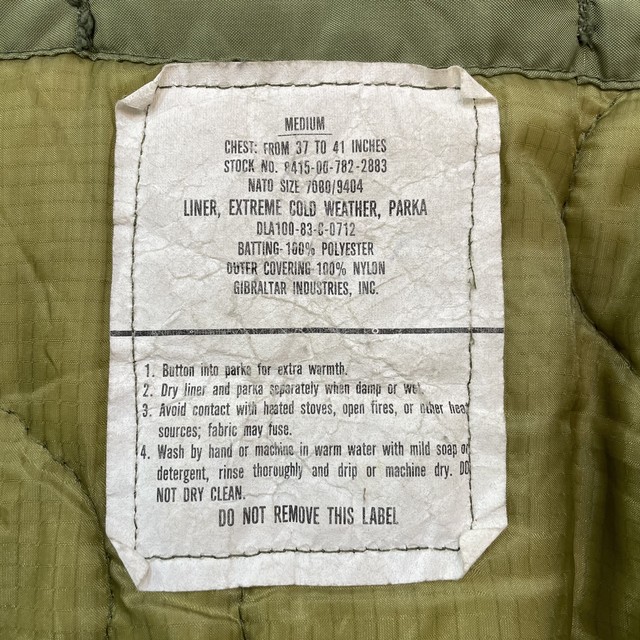 MEDIUM
CHEST: FROM 37 TO 41 INCHES
STOCK NO. 8415-00-782-2883
NATO SIZE 7080/9404
LINER, EXTREME COLD WEATHER, PARKA
DLA100-83-C-0712
BATTING-100% POLYESTER
OUTER COVERING-100% NYLON
GIBRALTAR INDUSTRIES, INC.
1. Button into parka for extra warmth.
2. Dry liner and parka separately when damp or we
3. Avoid contact with heated stoves, open fires, or other hea
sources; fabric may fuse.
4. Wash by hand or machine in warm water with mild soap o
detergent, rinse thoroughly and drip or machine dry. DO
NOT DRY CLEAN.
DO NOT REMOVE THIS LABEL